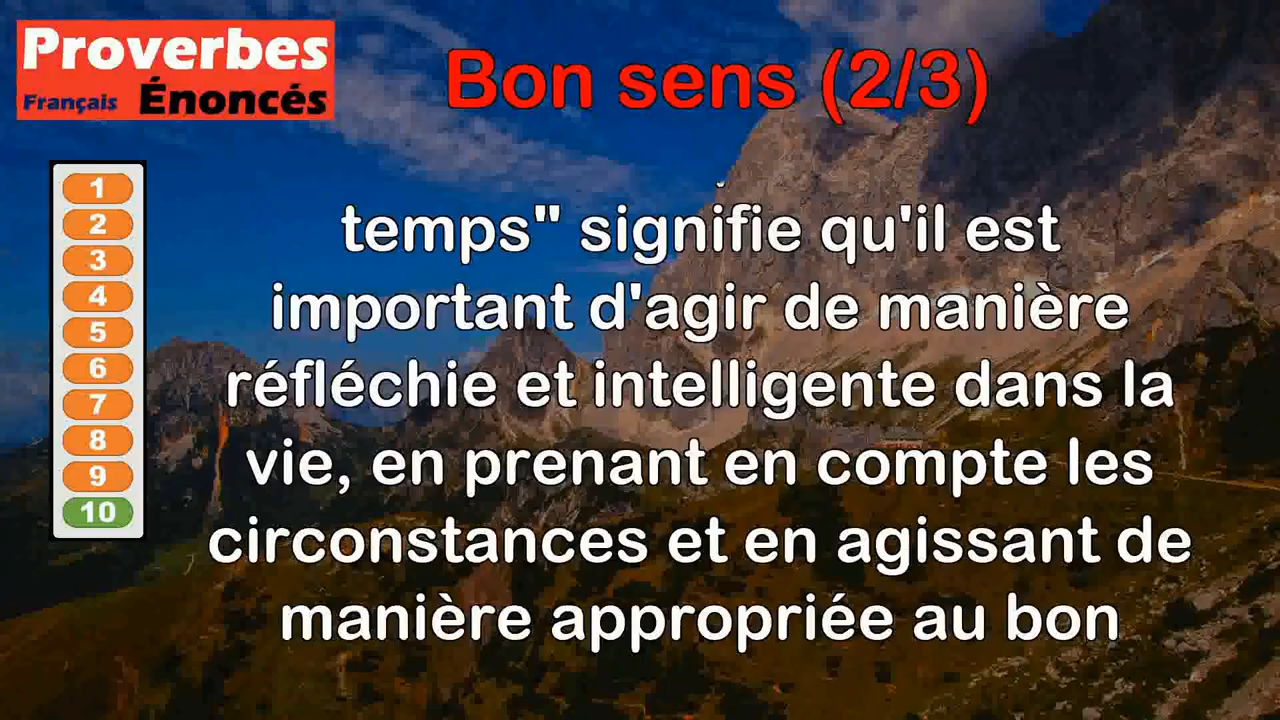 Proverbes
Français Énoncés
Bon sens (2/3)
1
2
3
4
5
6
7
8
9
10
temps" signifie qu'il est
important d'agir de manière
réfléchie et intelligente dans la
vie, en prenant en compte les
circonstances et en agissant de
manière appropriée au bon